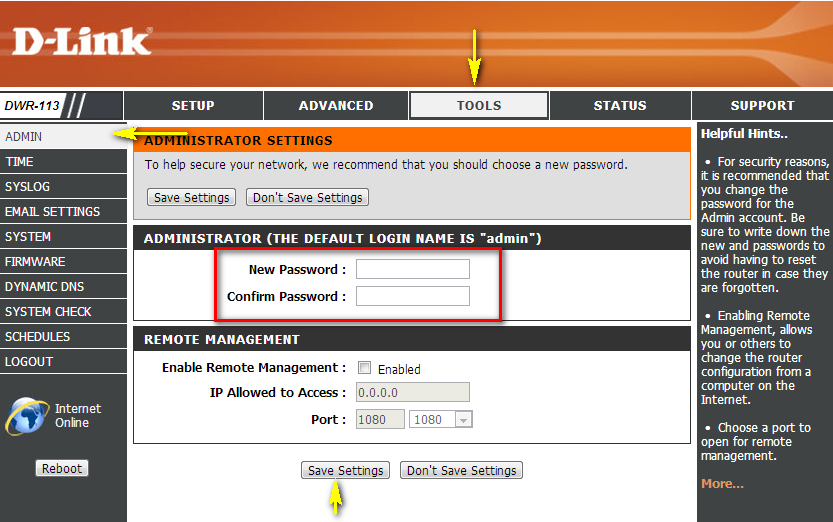 D-Link®
DWR-113
SETUP
ADVANCED
TOOLS
STATUS
SUPPORT
ADMIN
TIME
SYSLOG
EMAIL SETTINGS
SYSTEM
FIRMWARE
DYNAMIC DNS
SYSTEM CHECK
SCHEDULES
LOGOUT
Internet
Online
Reboot
ADMINISTRATOR SETTINGS
To help secure your network, we recommend that you should choose a new password.
Save Settings Don't Save Settings
ADMINISTRATOR (THE DEFAULT LOGIN NAME IS "admin")
New Password :
Confirm Password :
REMOTE MANAGEMENT
Enable Remote Management : Enabled
IP Allowed to Access : 0.0.0.0
Port : 1080 1080
Save Settings Don't Save Settings
Helpful Hints..
• For security reasons,
it is recommended that
you change the
password for the
Admin account. Be
sure to write down the
new and passwords to
avoid having to reset
the router in case they
are forgotten.
• Enabling Remote
Management, allows
you or others to
change the router
configuration from a
computer on the
Internet.
• Choose a port to
open for remote
management.
More...